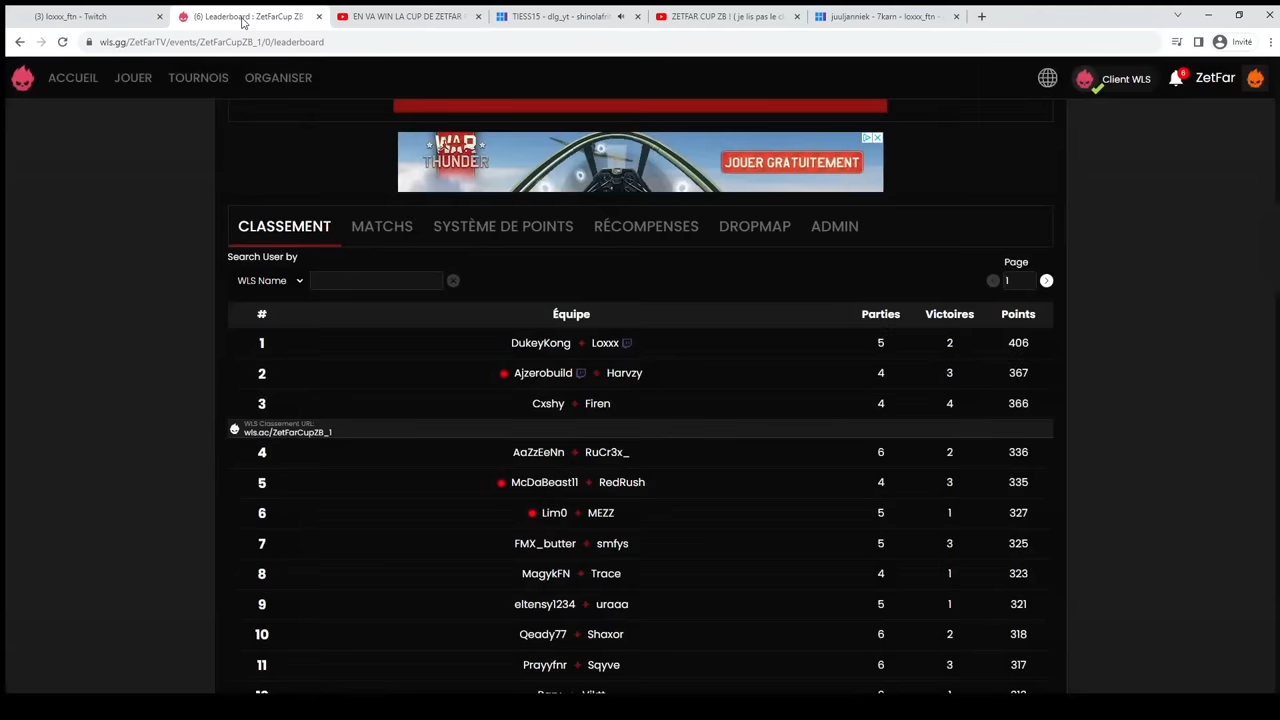 (3) loxxx_ftn - Twitch
(6) Leaderboard : ZetFarCup ZB
EN VA WIN LA CUP DE ZETFAR
TIESS15 - dlg_yt - shinolafrite
ZETFAR CUP ZB ! ( je lis pas le c
juuljanniek - 7karn - loxxx_ftn -
wls.gg/ZetFarTV/events/ZetFarCupZB_1/0/leaderboard
Invité
ACCUEIL JOUER TOURNOIS ORGANISER
Client WLS 6 ZetFar
WAR THUNDER
JOUER GRATUITEMENT
CLASSEMENT MATCHS SYSTÈME DE POINTS RÉCOMPENSES DROPMAP ADMIN
Search User by
Page
WLS Name
1
# Équipe Parties Victoires Points
1 DukeyKong + Loxxx 5 2 406
2 Ajzerobuild + Harvzy 4 3 367
3 Cxshy + Firen 4 4 366
WLS Classement URL:
wls.ac/ZetFarCupZB_1
4 AaZzEeNn + RuCr3x_ 6 2 336
5 McDaBeast11 + RedRush 4 3 335
6 Lim0 + MEZZ 5 1 327
7 FMX_butter + smfys 5 3 325
8 MagykFN + Trace 4 1 323
9 eltensy1234 + uraaa 5 1 321
10 Qeady77 + Shaxor 6 2 318
11 Prayyfnr + Sqyve 6 3 317